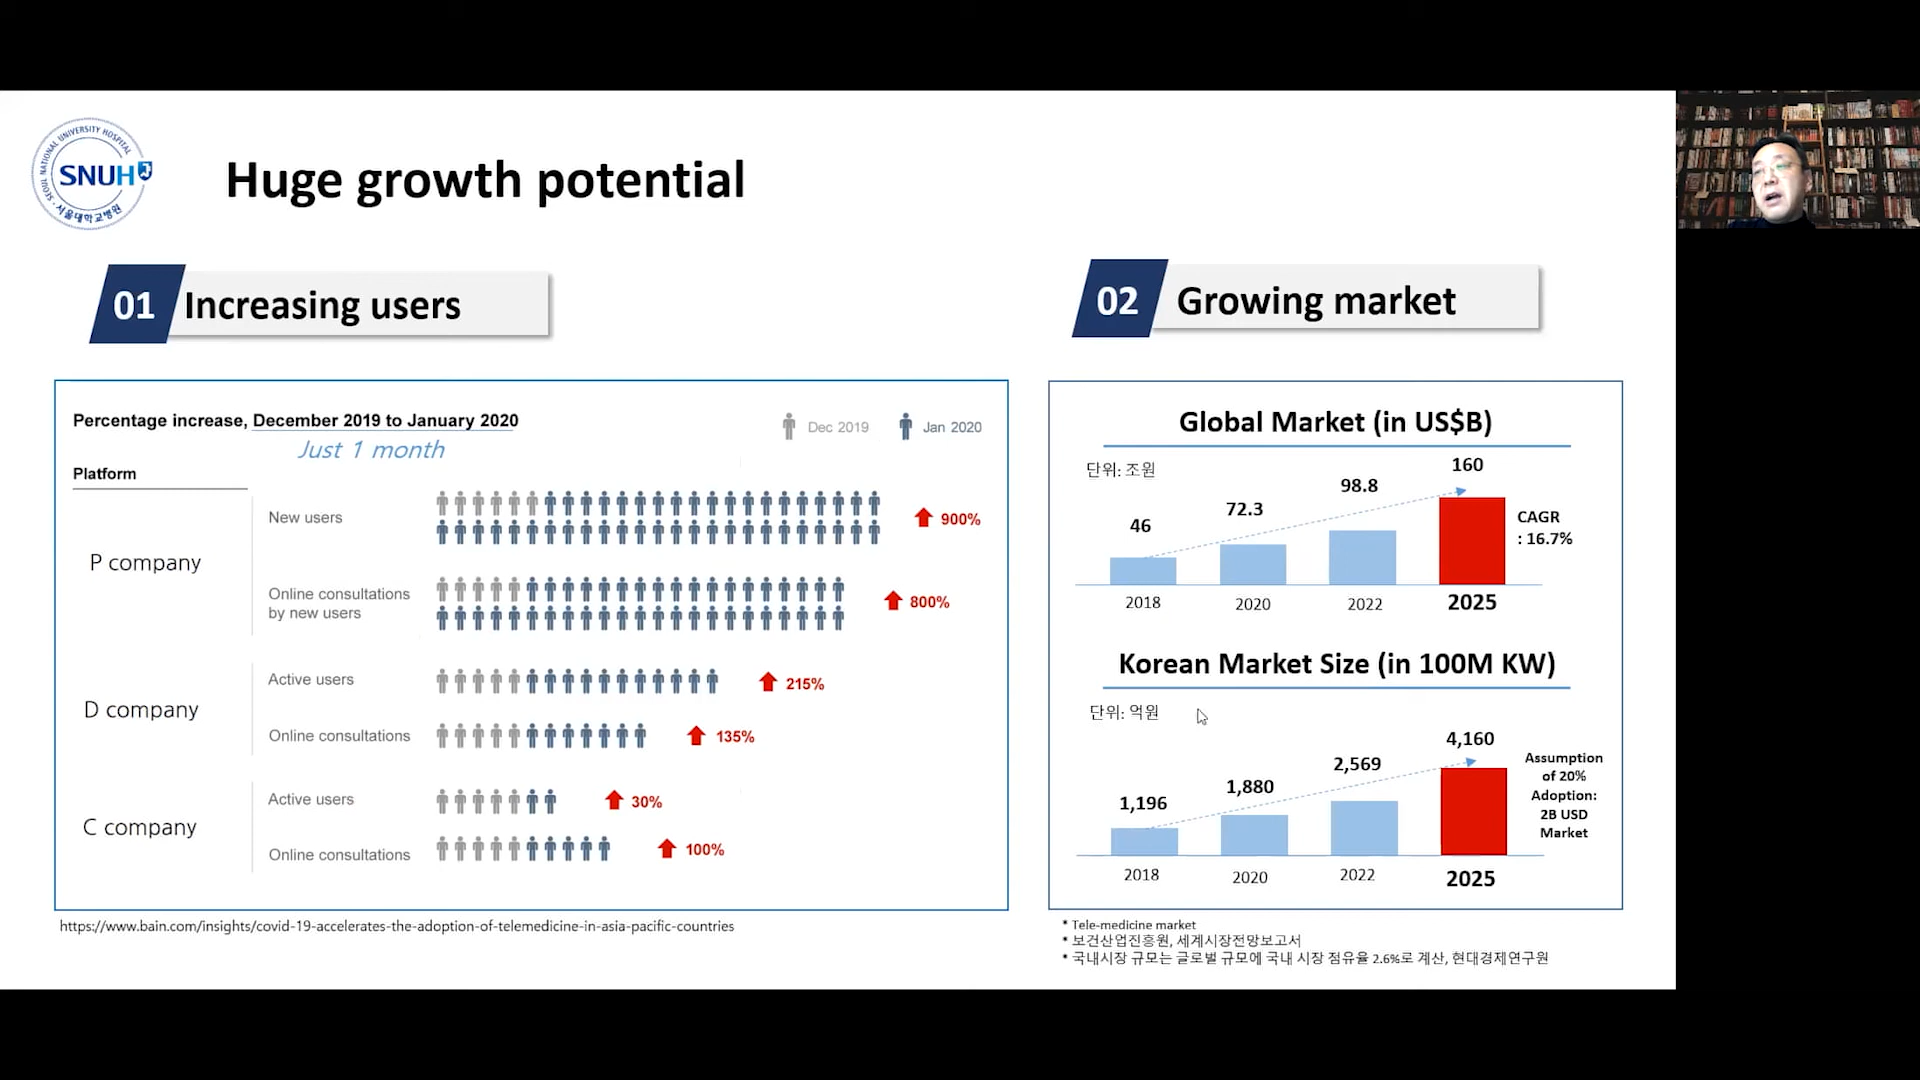 SEOUL NATIONAL UNIVERSITY HOSPITAL
SNUH
서울대학교병원
Huge growth potential
01 Increasing users
Percentage increase, December 2019 to January 2020
Just 1 month
Dec 2019
Jan 2020
Platform
P company
New users
900%
Online consultations
by new users
800%
D company
Active users
215%
Online consultations
135%
C company
Active users
30%
Online consultations
100%
https://www.bain.com/insights/covid-19-accelerates-the-adoption-of-telemedicine-in-asia-pacific-countries
02 Growing market
Global Market (in US$B)
단위: 조원
46
72.3
98.8
160
CAGR
: 16.7%
2018
2020
2022
2025
Korean Market Size (in 100M KW)
단위: 억원
1,196
1,880
2,569
4,160
Assumption
of 20%
Adoption:
2B USD
Market
2018
2020
2022
2025
* Tele-medicine market
* 보건산업진흥원, 세계시장전망보고서
* 국내시장 규모는 글로벌 규모에 국내 시장 점유율 2.6%로 계산, 현대경제연구원